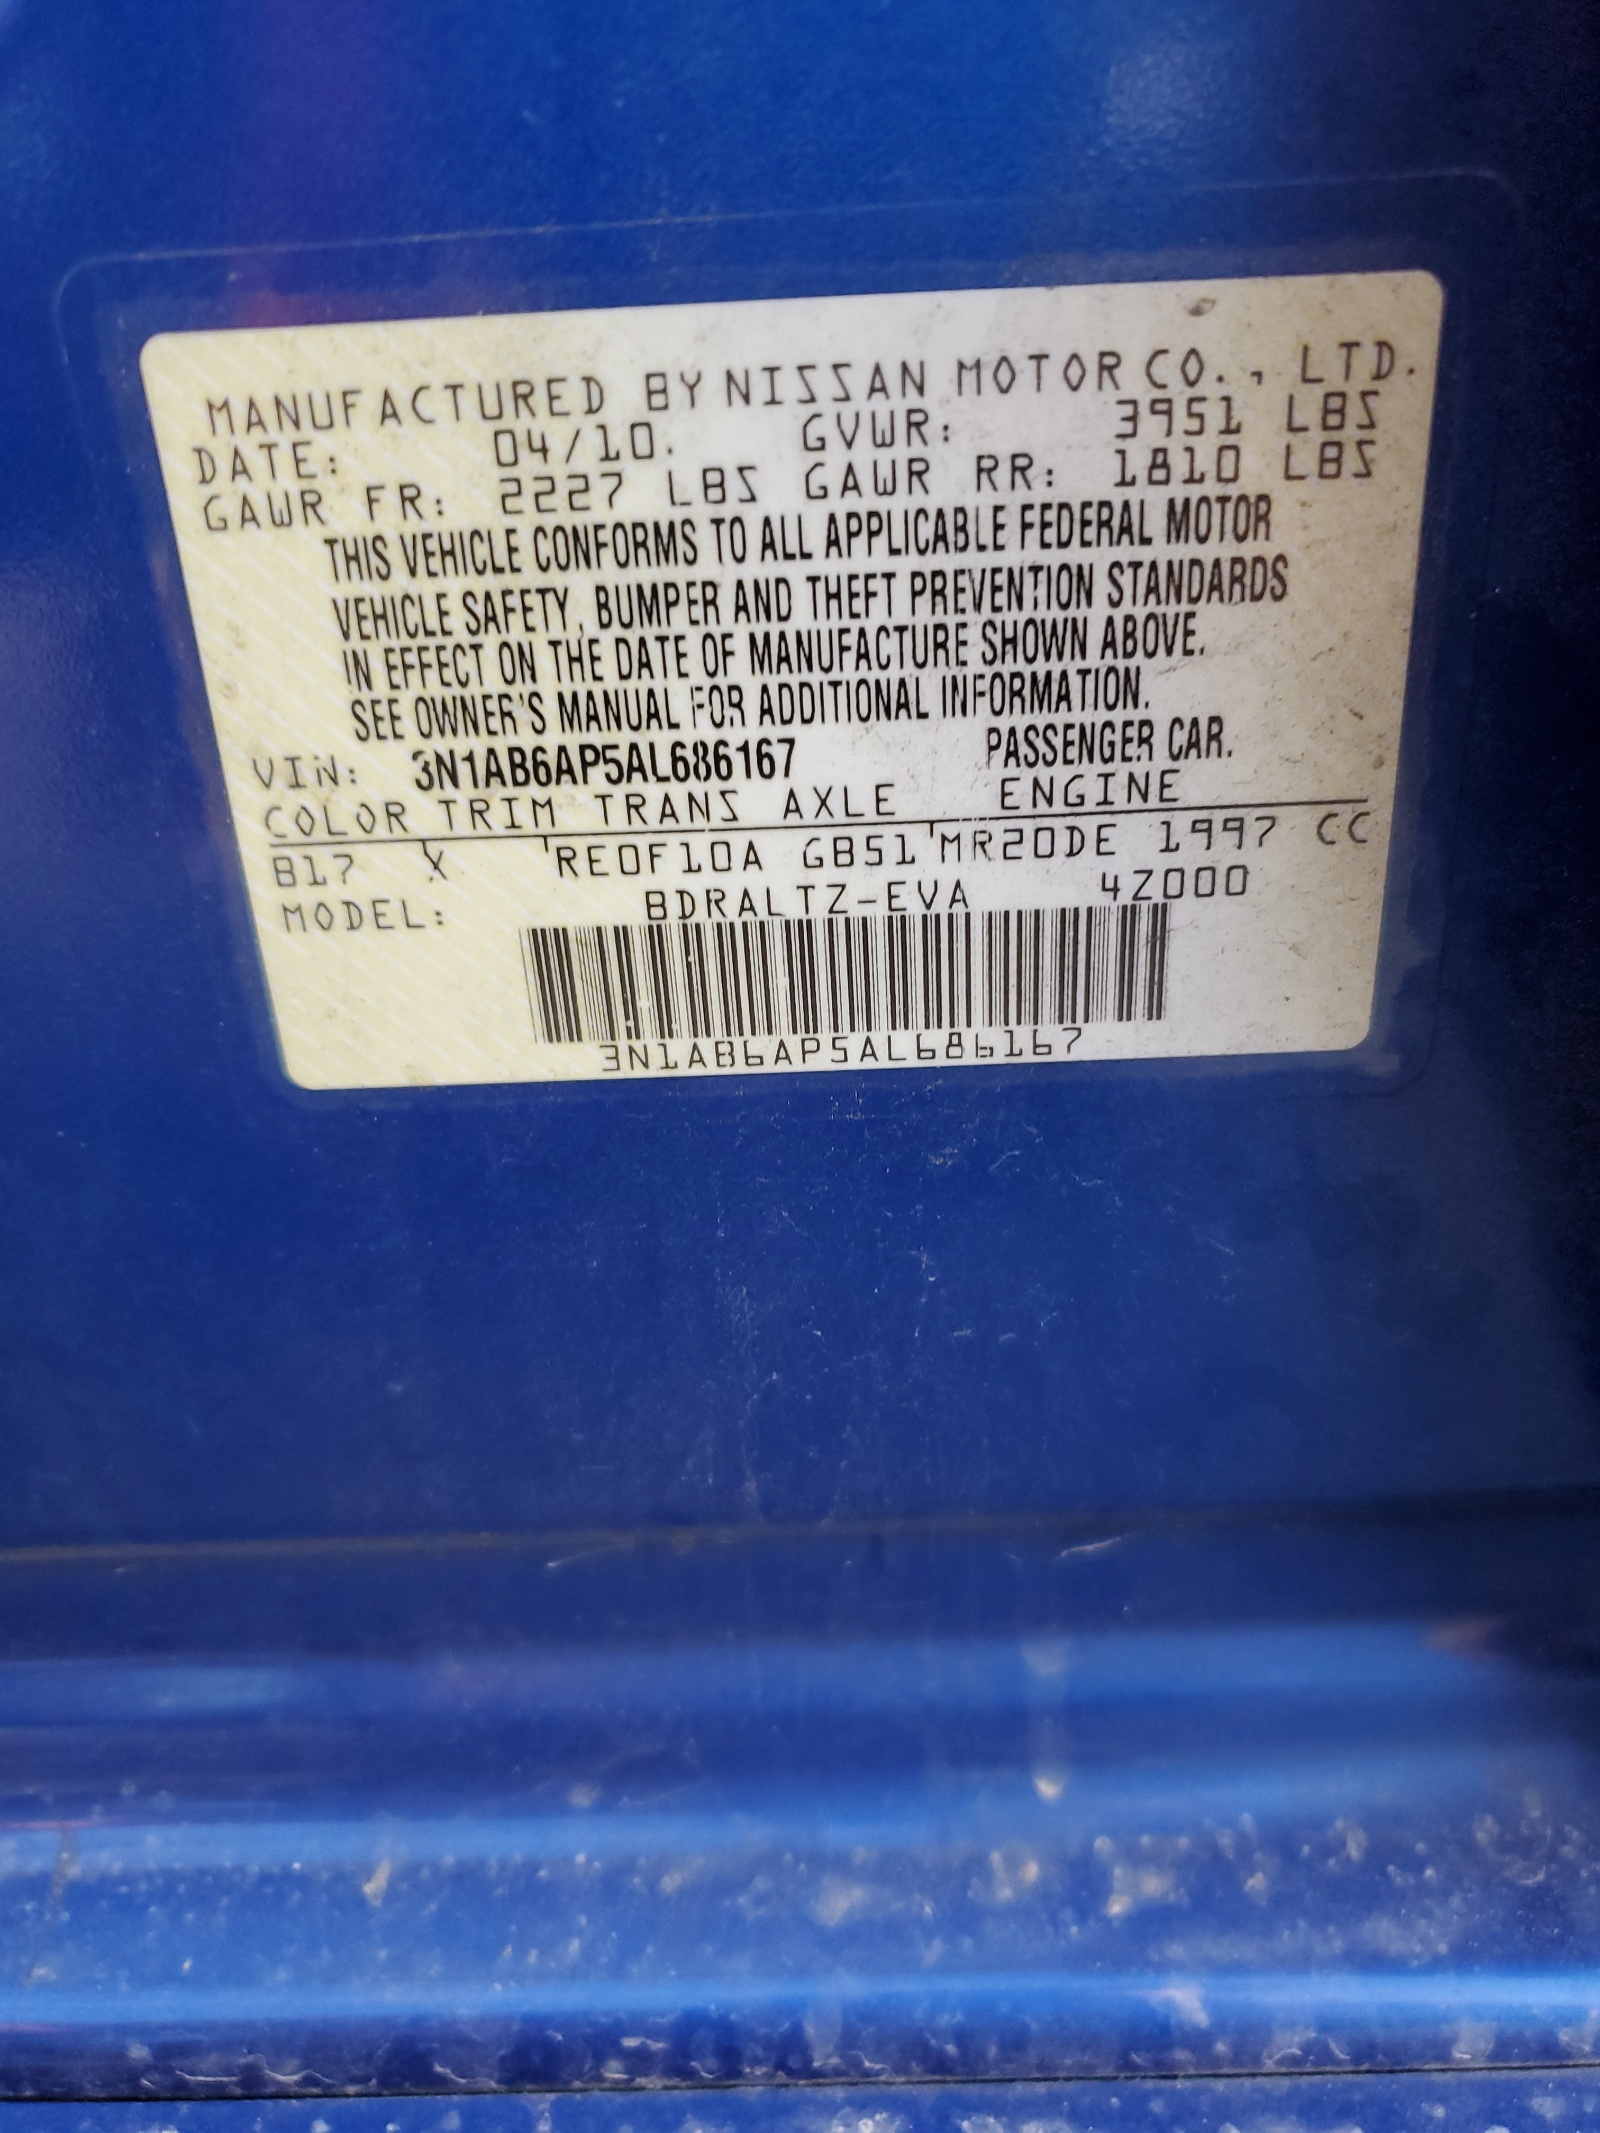 MANUFACTURED BY NISSAN MOTOR CO., LTD.
DATE: 04/10. GVWR: 3951 LBS
GAWR FR: 2227 LBS GAWR RR: 1810 LBS
THIS VEHICLE CONFORMS TO ALL APPLICABLE FEDERAL MOTOR
VEHICLE SAFETY, BUMPER AND THEFT PREVENTION STANDARDS
IN EFFECT ON THE DATE OF MANUFACTURE SHOWN ABOVE.
SEE OWNER'S MANUAL FOR ADDITIONAL INFORMATION.
VIN: 3N1AB6AP5AL686167 PASSENGER CAR.
COLOR TRIM TRANS AXLE ENGINE
B17 X RE0F10A GB51 MR20DE 1997 CC
MODEL: BDRALTZ-EVA 4Z000
3N1AB6AP5AL686167